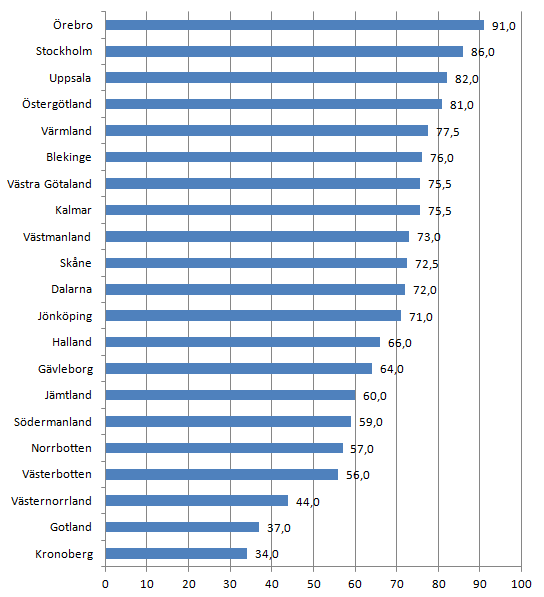 Örebro 91,0
Stockholm 86,0
Uppsala 82,0
Östergötland 81,0
Värmland 77,5
Blekinge 76,0
Västra Götaland 75,5
Kalmar 75,5
Västmanland 73,0
Skåne 72,5
Dalarna 72,0
Jönköping 71,0
Halland 66,0
Gävleborg 64,0
Jämtland 60,0
Södermanland 59,0
Norrbotten 57,0
Västerbotten 56,0
Västernorrland 44,0
Gotland 37,0
Kronoberg 34,0
0 10 20 30 40 50 60 70 80 90 100